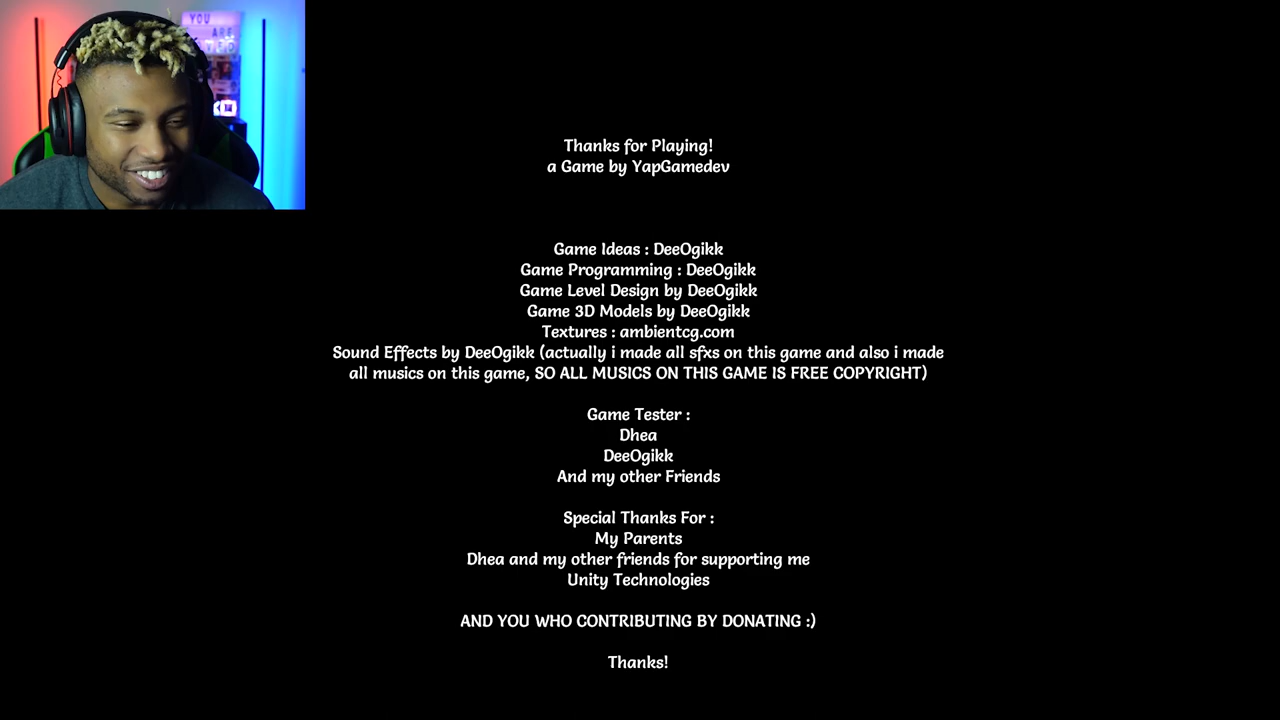 YOU
ARE
Thanks for Playing!
a Game by YapGamedev
Game Ideas : DeeOgikk
Game Programming : DeeOgikk
Game Level Design by DeeOgikk
Game 3D Models by DeeOgikk
Textures : ambientcg.com
Sound Effects by DeeOgikk (actually i made all sfxs on this game and also i made
all musics on this game, SO ALL MUSICS ON THIS GAME IS FREE COPYRIGHT)
Game Tester :
Dhea
DeeOgikk
And my other Friends
Special Thanks For :
My Parents
Dhea and my other friends for supporting me
Unity Technologies
AND YOU WHO CONTRIBUTING BY DONATING :)
Thanks!